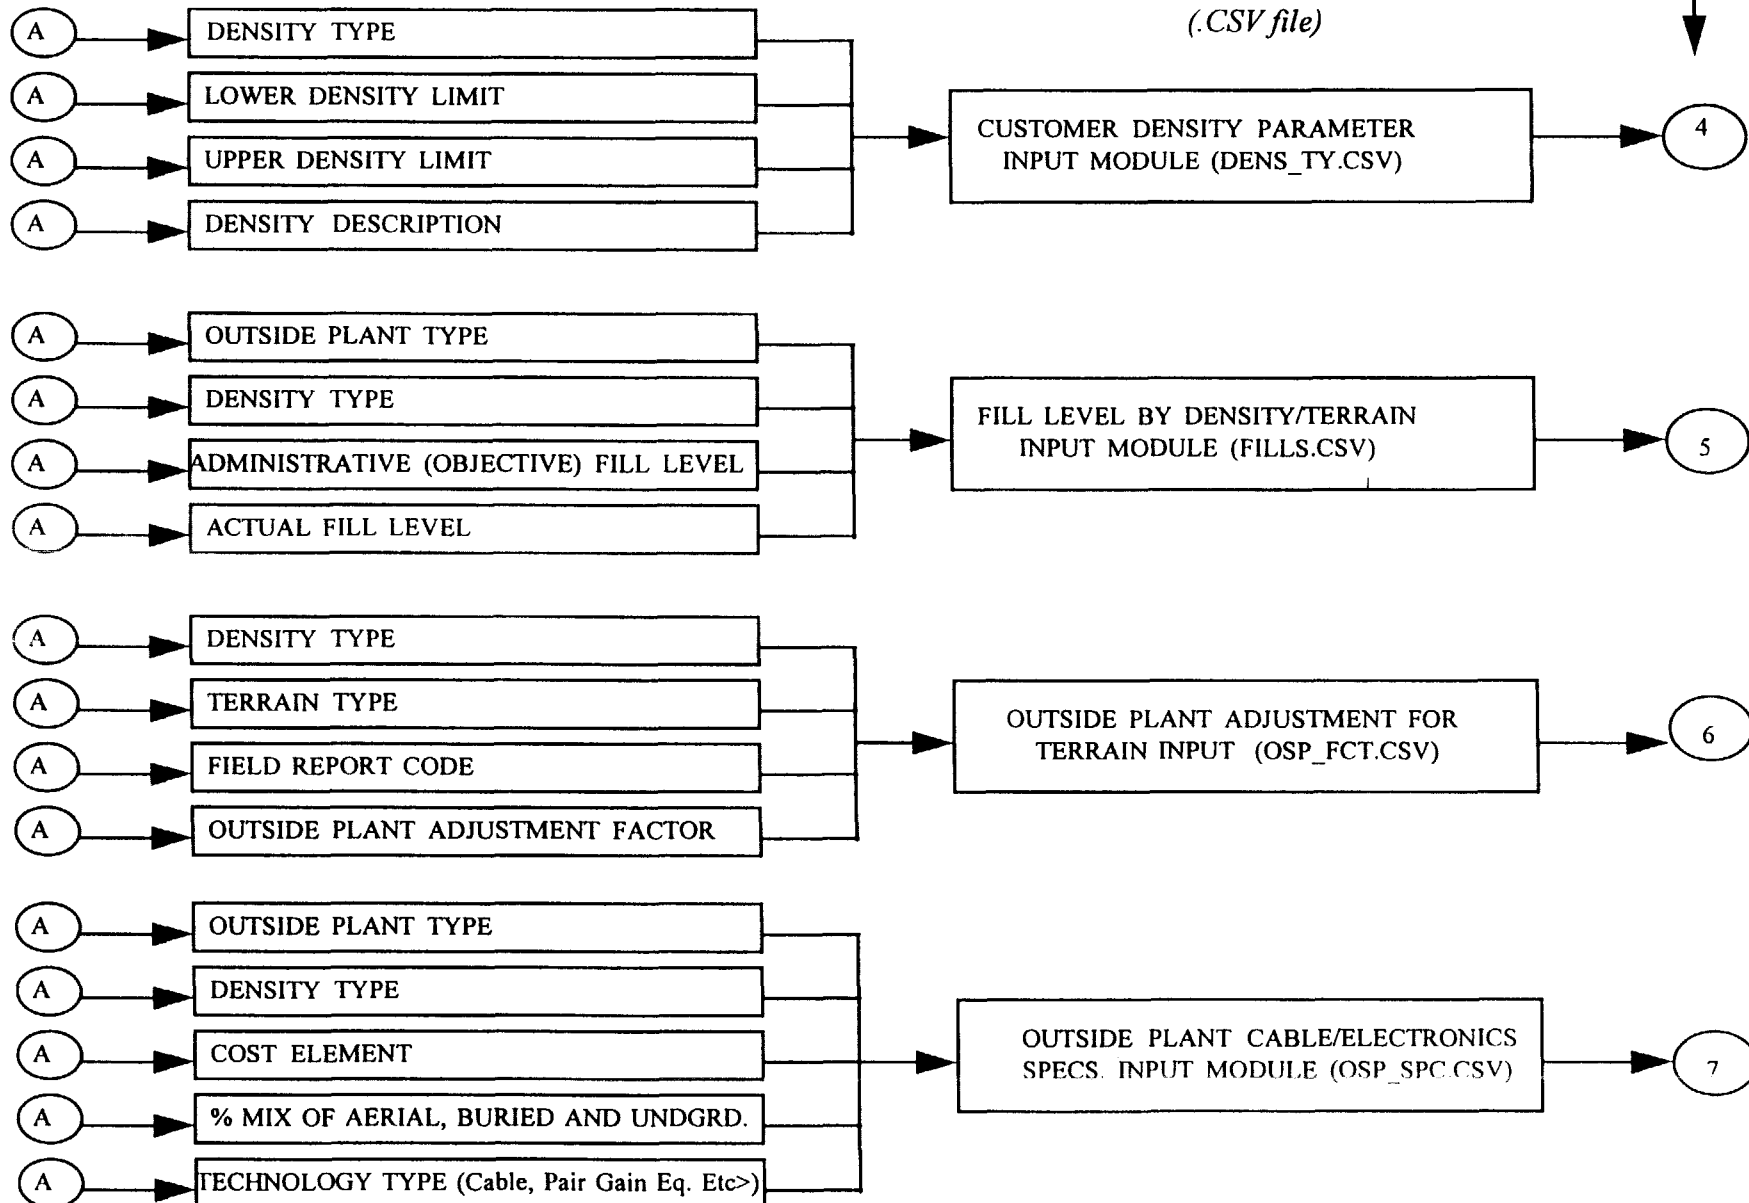 (.CSV file)
A DENSITY TYPE
A LOWER DENSITY LIMIT
A UPPER DENSITY LIMIT
A DENSITY DESCRIPTION
CUSTOMER DENSITY PARAMETER
INPUT MODULE (DENS_TY.CSV)
4
A OUTSIDE PLANT TYPE
A DENSITY TYPE
A ADMINISTRATIVE (OBJECTIVE) FILL LEVEL
A ACTUAL FILL LEVEL
FILL LEVEL BY DENSITY/TERRAIN
INPUT MODULE (FILLS.CSV)
5
A DENSITY TYPE
A TERRAIN TYPE
A FIELD REPORT CODE
A OUTSIDE PLANT ADJUSTMENT FACTOR
OUTSIDE PLANT ADJUSTMENT FOR
TERRAIN INPUT (OSP_FCT.CSV)
6
A OUTSIDE PLANT TYPE
A DENSITY TYPE
A COST ELEMENT
A % MIX OF AERIAL, BURIED AND UNDGRD.
A TECHNOLOGY TYPE (Cable, Pair Gain Eq. Etc>)
OUTSIDE PLANT CABLE/ELECTRONICS
SPECS. INPUT MODULE (OSP_SPC.CSV)
7